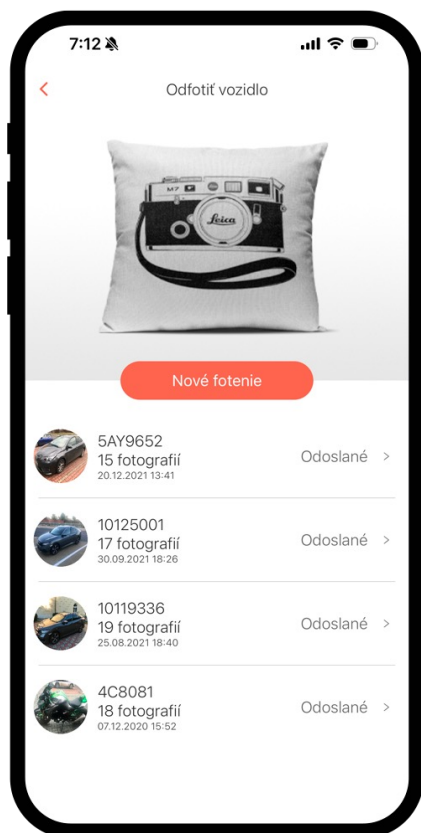 7:12
Odfotiť vozidlo
M7
Leica
Nové fotenie
5AY9652
15 fotografií
20.12.2021 13:41
Odoslané
10125001
17 fotografií
30.09.2021 18:26
Odoslané
10119336
19 fotografií
25.08.2021 18:40
Odoslané
4C8081
18 fotografií
07.12.2020 15:52
Odoslané